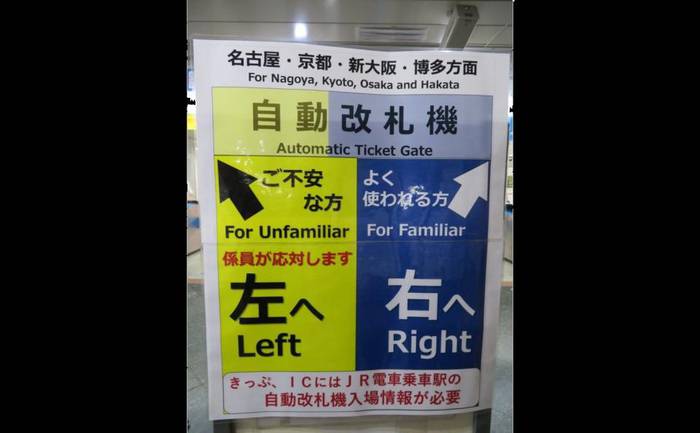 名古屋・京都・新大阪・博多方面
For Nagoya, Kyoto, Osaka and Hakata
自動改札機
Automatic Ticket Gate
ご不安
な方
For Unfamiliar
係員が応対します
左へ
Left
よく
使われる方
For Familiar
右へ
Right
きっぷ、ICにはJR電車乗車駅の
自動改札機入場情報が必要